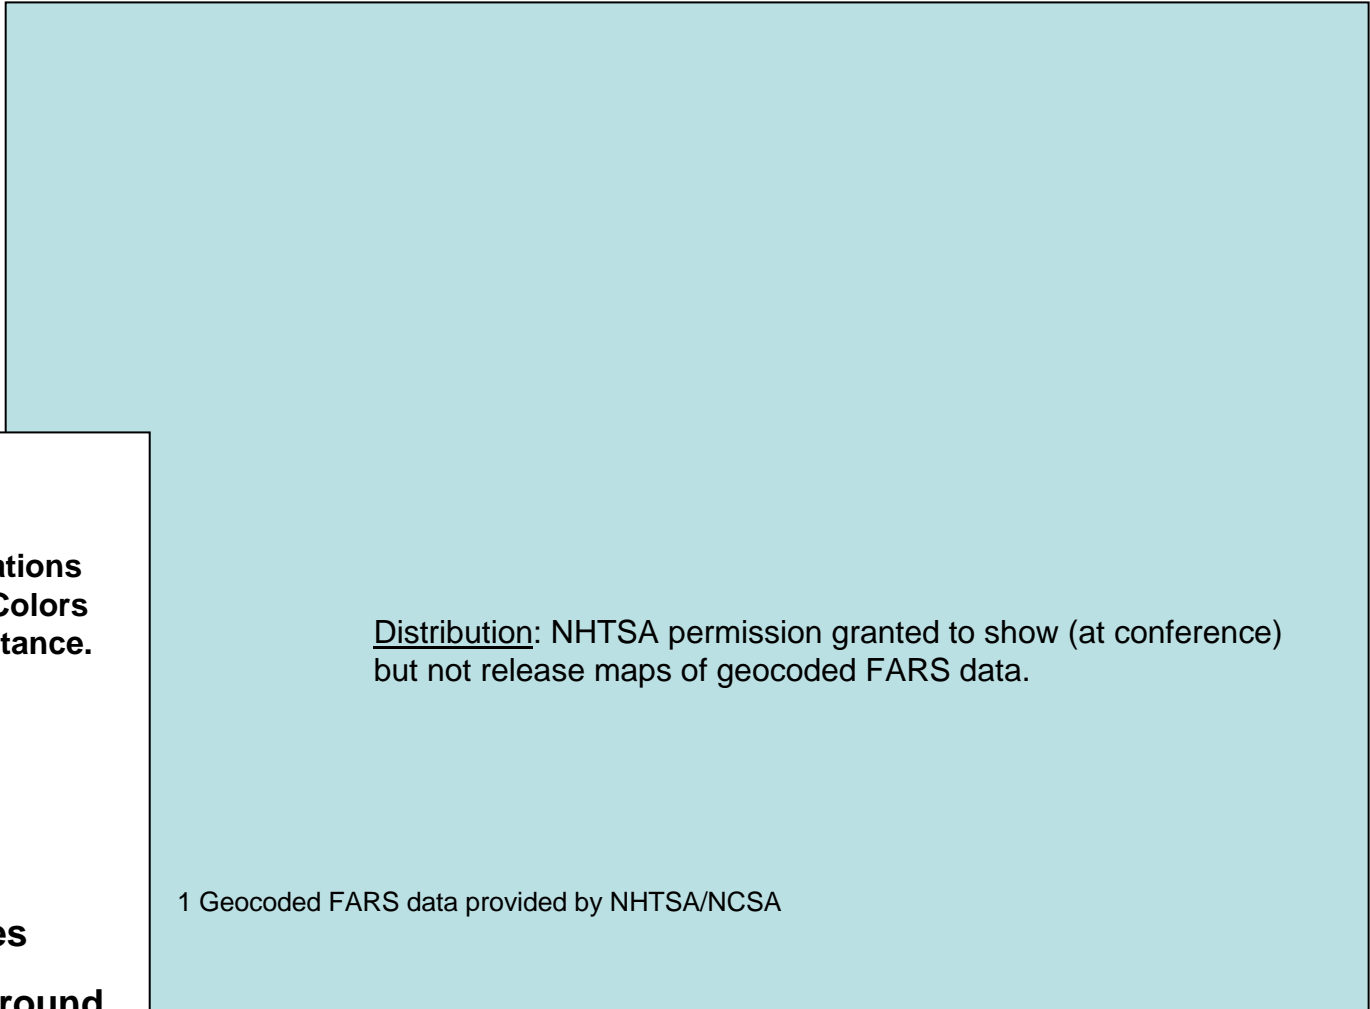 Colors
Distribution: NHTSA permission granted to show (at conference)
but not release maps of geocoded FARS data.
1 Geocoded FARS data provided by NHTSA/NCSA